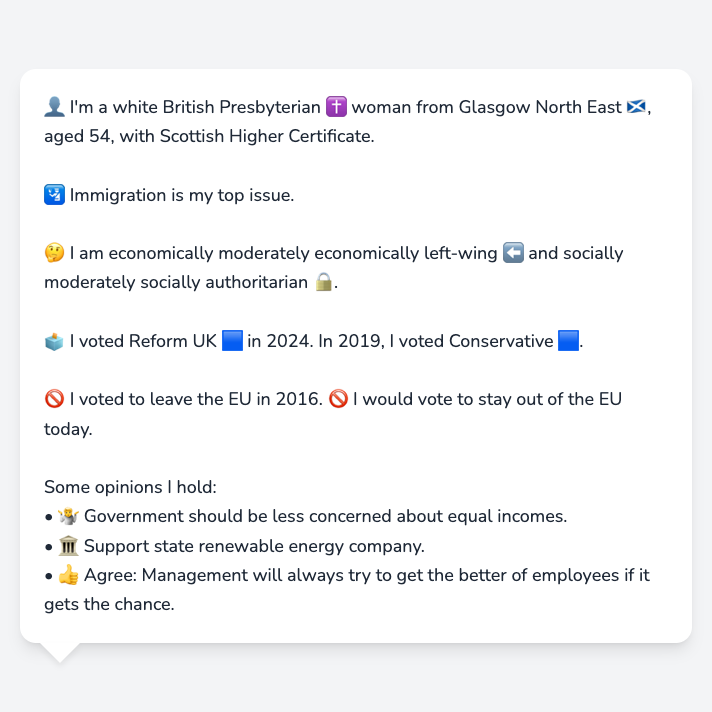 👤 I'm a white British Presbyterian ✝️ woman from Glasgow North East 🏴󠁧󠁢󠁳󠁣󠁴󠁿,
aged 54, with Scottish Higher Certificate.
🛂 Immigration is my top issue.
🤔 I am economically moderately economically left-wing ⬅️ and socially
moderately socially authoritarian 🔒.
🗳️ I voted Reform UK 🟦 in 2024. In 2019, I voted Conservative 🟦.
🚫 I voted to leave the EU in 2016. 🚫 I would vote to stay out of the EU
today.
Some opinions I hold:
• 🤷 Government should be less concerned about equal incomes.
• 🏛️ Support state renewable energy company.
• 👍 Agree: Management will always try to get the better of employees if it
gets the chance.